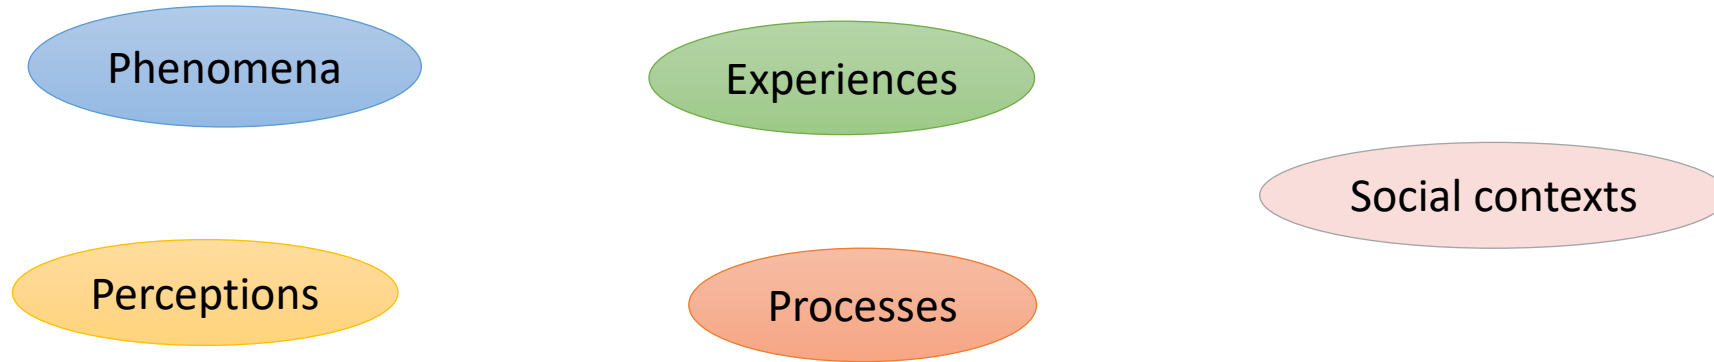 Phenomena
Experiences
Social contexts
Perceptions
Processes